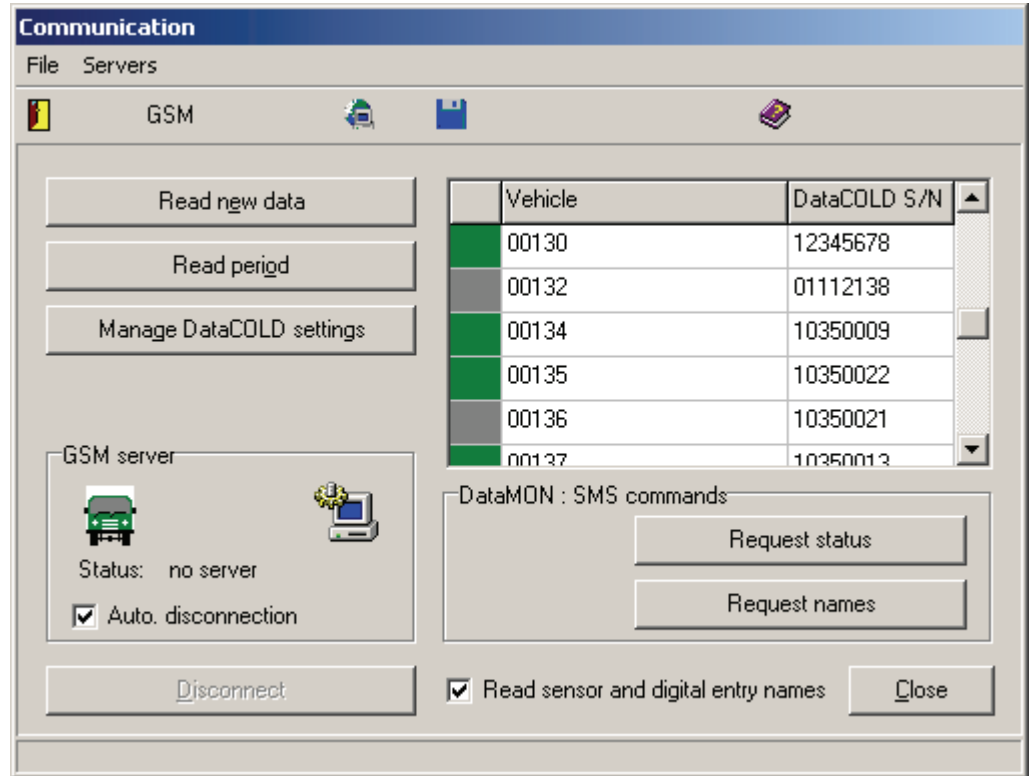 Communication
File Servers
GSM
Read new data
Read period
Manage DataCOLD settings
Vehicle DataCOLD S/N
00130 12345678
00132 01112138
00134 10350009
00135 10350022
00136 10350021
00137 10350013
GSM server
Status: no server
Auto. disconnection
DataMON : SMS commands
Request status
Request names
Disconnect
Read sensor and digital entry names
Close